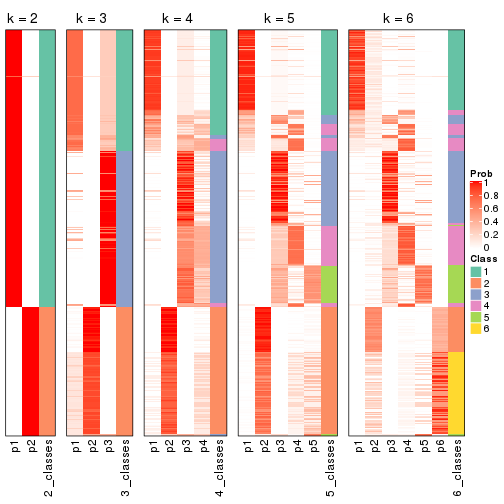 k = 2
k = 3
k = 4
k = 5
k = 6
Prob
1
0.8
0.6
0.4
0.2
0
Class
1
2
3
4
5
6
p1
p2
2_classes
p1
p2
p3
3_classes
p1
p2
p3
p4
4_classes
p1
p2
p3
p4
p5
5_classes
p1
p2
p3
p4
p5
p6
6_classes